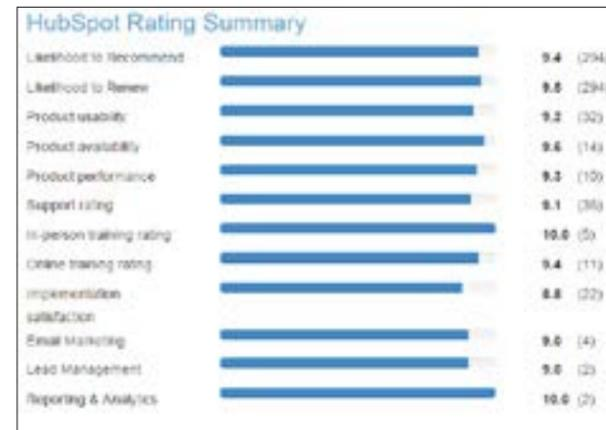 HubSpot Rating Summary
Likelihood to Recommend 9.4 (294
Likelihood to Renew 9.5 (294
Product usability 9.2 (32)
Product availability 9.6 (14)
Product performance 9.3 (10)
Support rating 9.1 (36)
In-person training rating 10.0 (5)
Online training rating 9.4 (11)
Implementation 8.8 (22)
satisfaction
Email Marketing 9.0 (4)
Lead Management 9.0 (2)
Reporting & Analytics 10.0 (2)